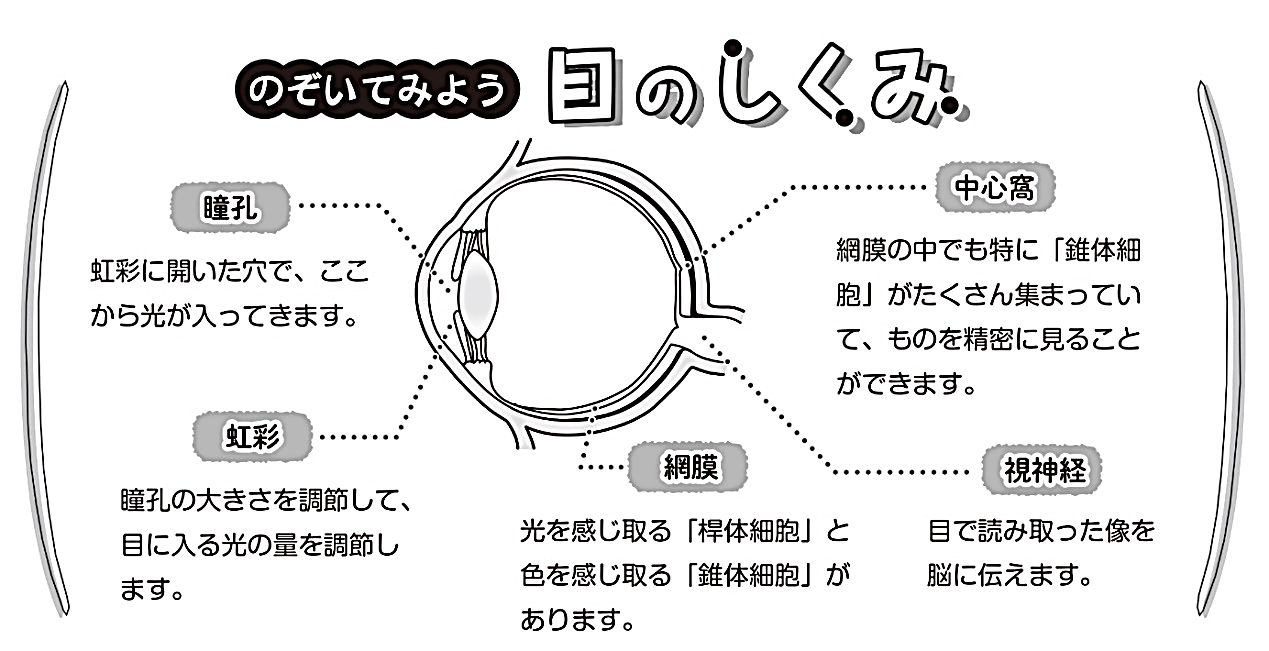 のぞいてみよう 目のしくみ
瞳孔
虹彩に開いた穴で、ここ
から光が入ってきます。
中心窩
網膜の中でも特に「錐体細
胞」がたくさん集まってい
て、ものを精密に見ること
ができます。
虹彩
瞳孔の大きさを調節して、
目に入る光の量を調節し
ます。
網膜
光を感じ取る「桿体細胞」と
色を感じ取る「錐体細胞」が
あります。
視神経
目で読み取った像を
脳に伝えます。